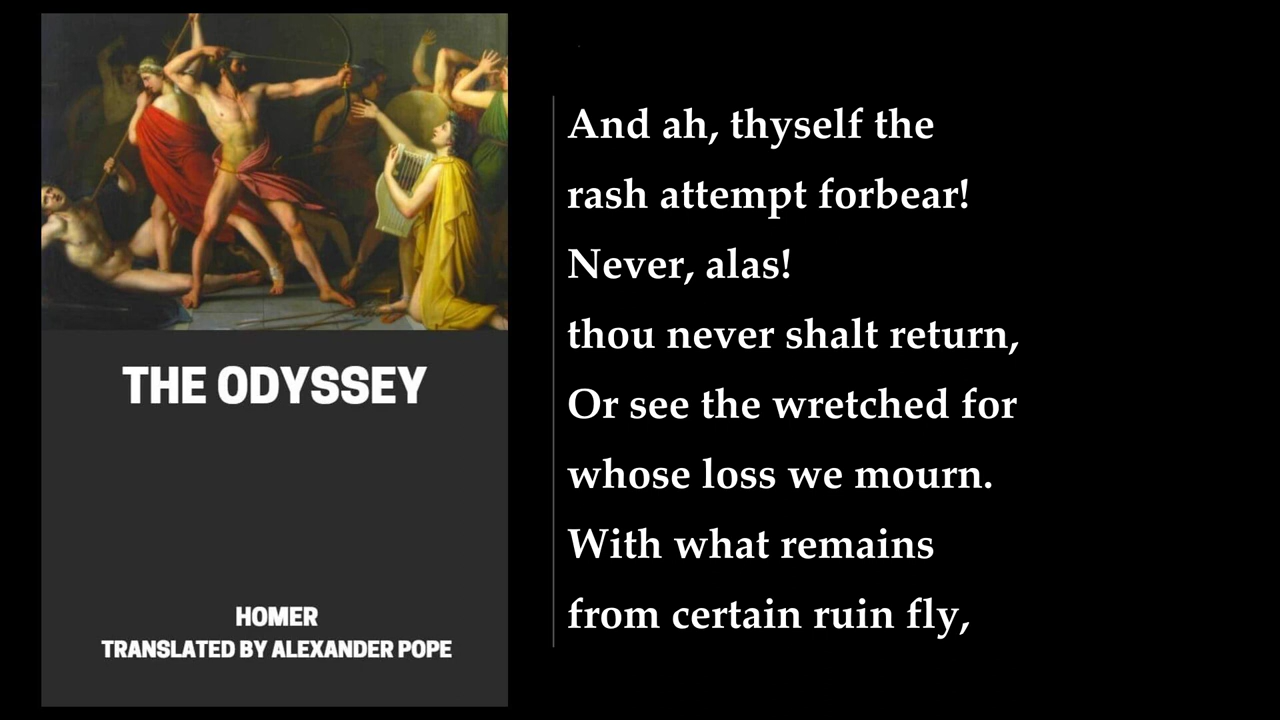 THE ODYSSEY
HOMER
TRANSLATED BY ALEXANDER POPE
And ah, thyself the
rash attempt forbear!
Never, alas!
thou never shalt return,
Or see the wretched for
whose loss we mourn.
With what remains
from certain ruin fly,